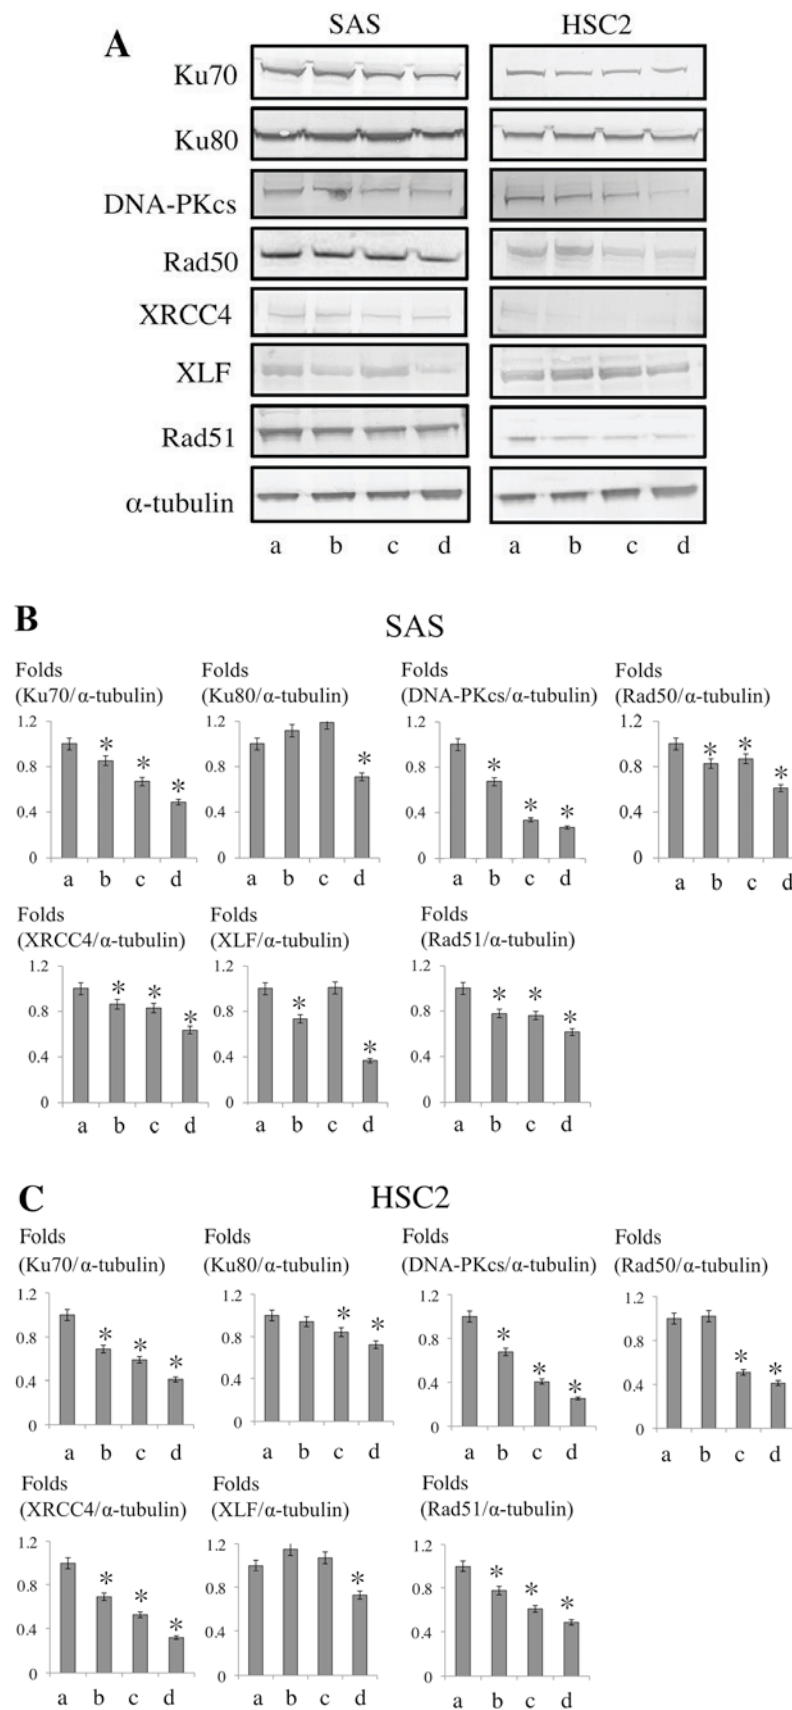 A
SAS HSC2
Ku70
Ku80
DNA-PKcs
Rad50
XRCC4
XLF
Rad51
α-tubulin
a b c d a b c d
B
SAS
Folds Folds Folds Folds
(Ku70/α-tubulin) (Ku80/α-tubulin) (DNA-PKcs/α-tubulin) (Rad50/α-tubulin)
1.2 1.2 1.2 1.2
* * * * * * * * * *
0.8 0.8 0.8 0.8
0.4 0.4 0.4 0.4
0 0 0 0
a b c d a b c d a b c d a b c d
Folds Folds Folds
(XRCC4/α-tubulin) (XLF/α-tubulin) (Rad51/α-tubulin)
1.2 1.2 1.2
* * * * * * * *
0.8 0.8 0.8
0.4 0.4 0.4
0 0 0
a b c d a b c d a b c d
C
HSC2
Folds Folds Folds Folds
(Ku70/α-tubulin) (Ku80/α-tubulin) (DNA-PKcs/α-tubulin) (Rad50/α-tubulin)
1.2 1.2 1.2 1.2
* * * * * * * * * *
0.8 0.8 0.8 0.8
0.4 0.4 0.4 0.4
0 0 0 0
a b c d a b c d a b c d a b c d
Folds Folds Folds
(XRCC4/α-tubulin) (XLF/α-tubulin) (Rad51/α-tubulin)
1.2 1.2 1.2
* * * * * * *
0.8 0.8 0.8
0.4 0.4 0.4
0 0 0
a b c d a b c d a b c d